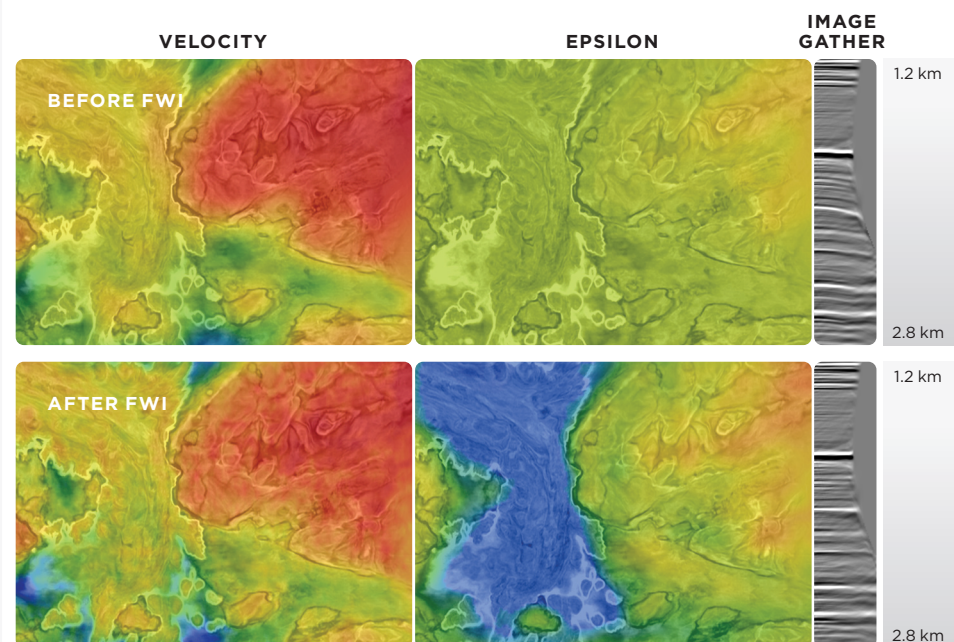 VELOCITY
EPSILON
IMAGE
GATHER
BEFORE FWI
1.2 km
2.8 km
AFTER FWI
1.2 km
2.8 km